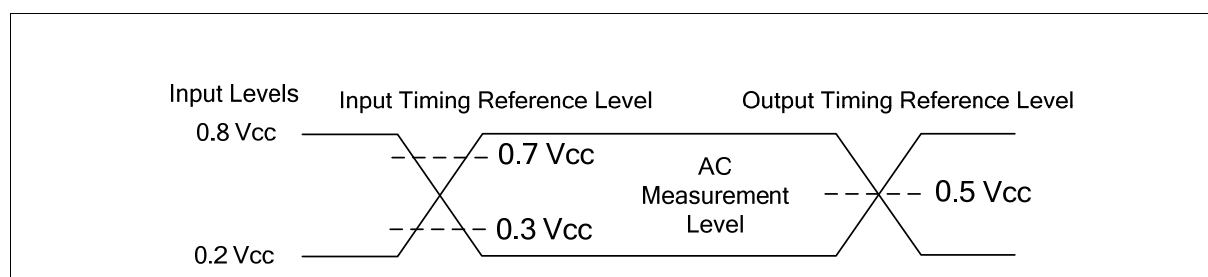 Input Levels
Input Timing Reference Level
Output Timing Reference Level
0.8 Vcc
0.7 Vcc
AC
Measurement
Level
0.5 Vcc
0.3 Vcc
0.2 Vcc